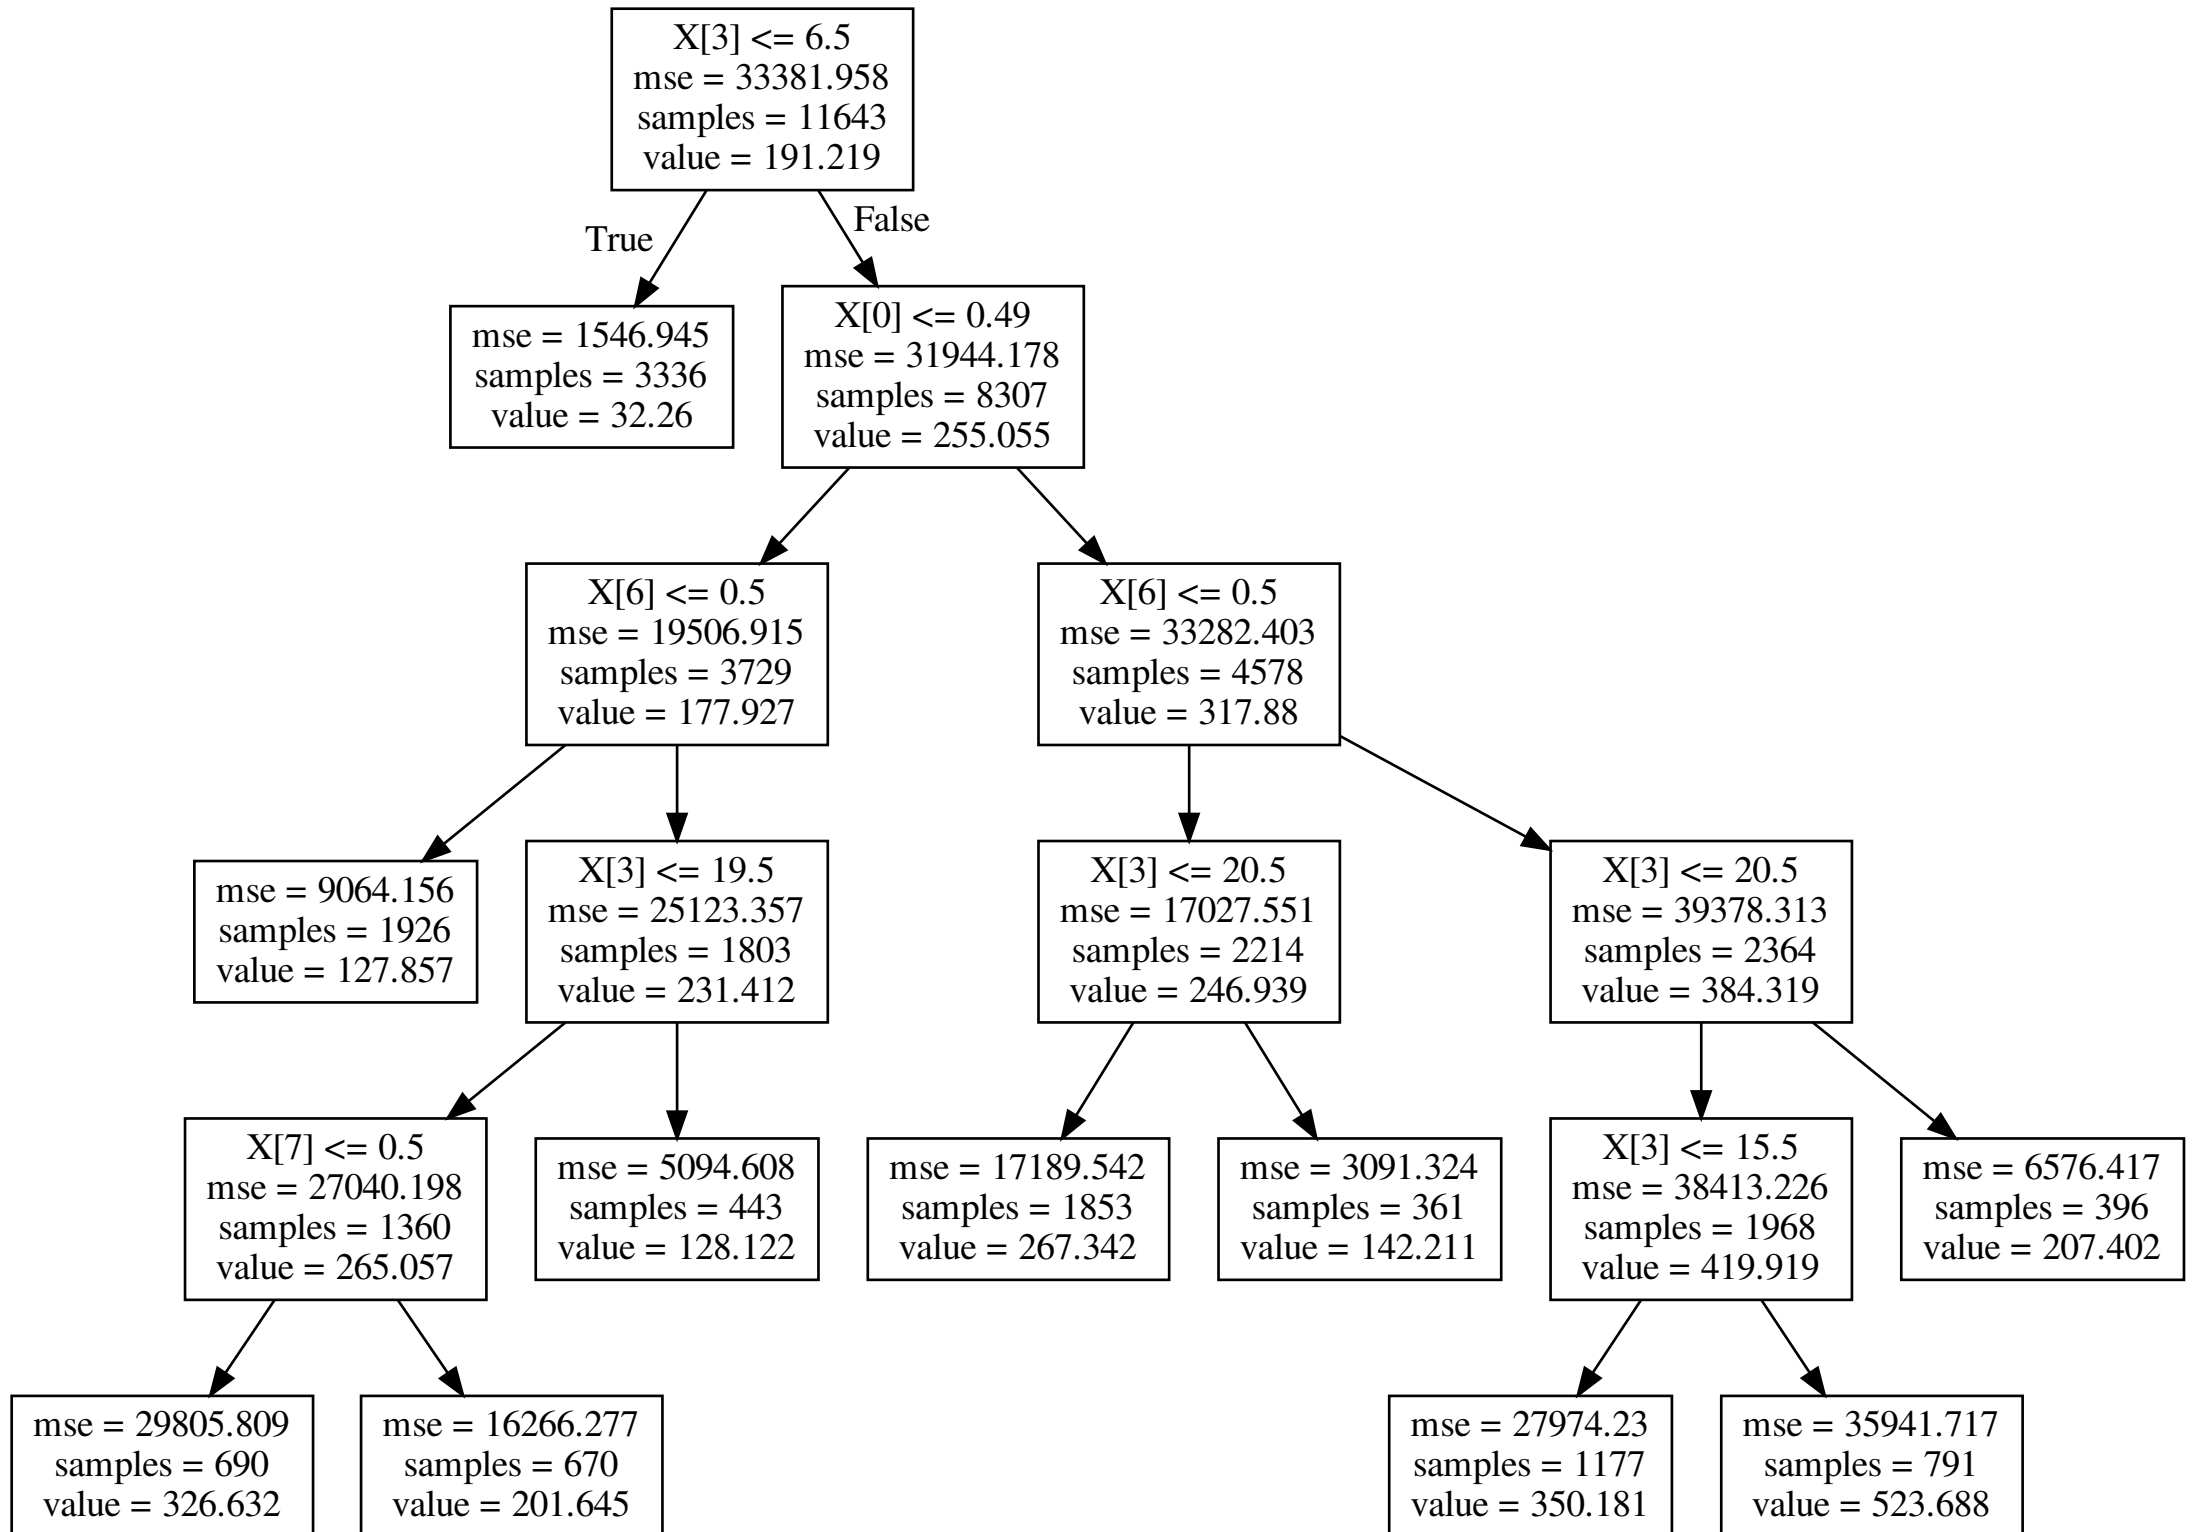 X[3] <= 6.5
mse = 33381.958
samples = 11643
value = 191.219
True
False
mse = 1546.945
samples = 3336
value = 32.26
X[0] <= 0.49
mse = 31944.178
samples = 8307
value = 255.055
X[6] <= 0.5
mse = 19506.915
samples = 3729
value = 177.927
X[6] <= 0.5
mse = 33282.403
samples = 4578
value = 317.88
mse = 9064.156
samples = 1926
value = 127.857
X[3] <= 19.5
mse = 25123.357
samples = 1803
value = 231.412
X[3] <= 20.5
mse = 17027.551
samples = 2214
value = 246.939
X[3] <= 20.5
mse = 39378.313
samples = 2364
value = 384.319
X[7] <= 0.5
mse = 27040.198
samples = 1360
value = 265.057
mse = 5094.608
samples = 443
value = 128.122
mse = 17189.542
samples = 1853
value = 267.342
mse = 3091.324
samples = 361
value = 142.211
X[3] <= 15.5
mse = 38413.226
samples = 1968
value = 419.919
mse = 6576.417
samples = 396
value = 207.402
mse = 29805.809
samples = 690
value = 326.632
mse = 16266.277
samples = 670
value = 201.645
mse = 27974.23
samples = 1177
value = 350.181
mse = 35941.717
samples = 791
value = 523.688